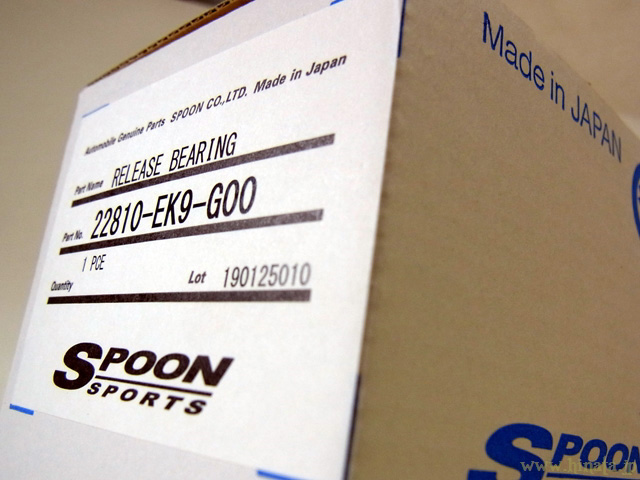 Automobile Genuine Parts SPOON CO.,LTD. Made in Japan
Part Name RELEASE BEARING
Part No. 22810-EK9-G00
1 PCE
Quantity Lot 190125010
SPOON
SPORTS
Made in JAPAN
SPOON